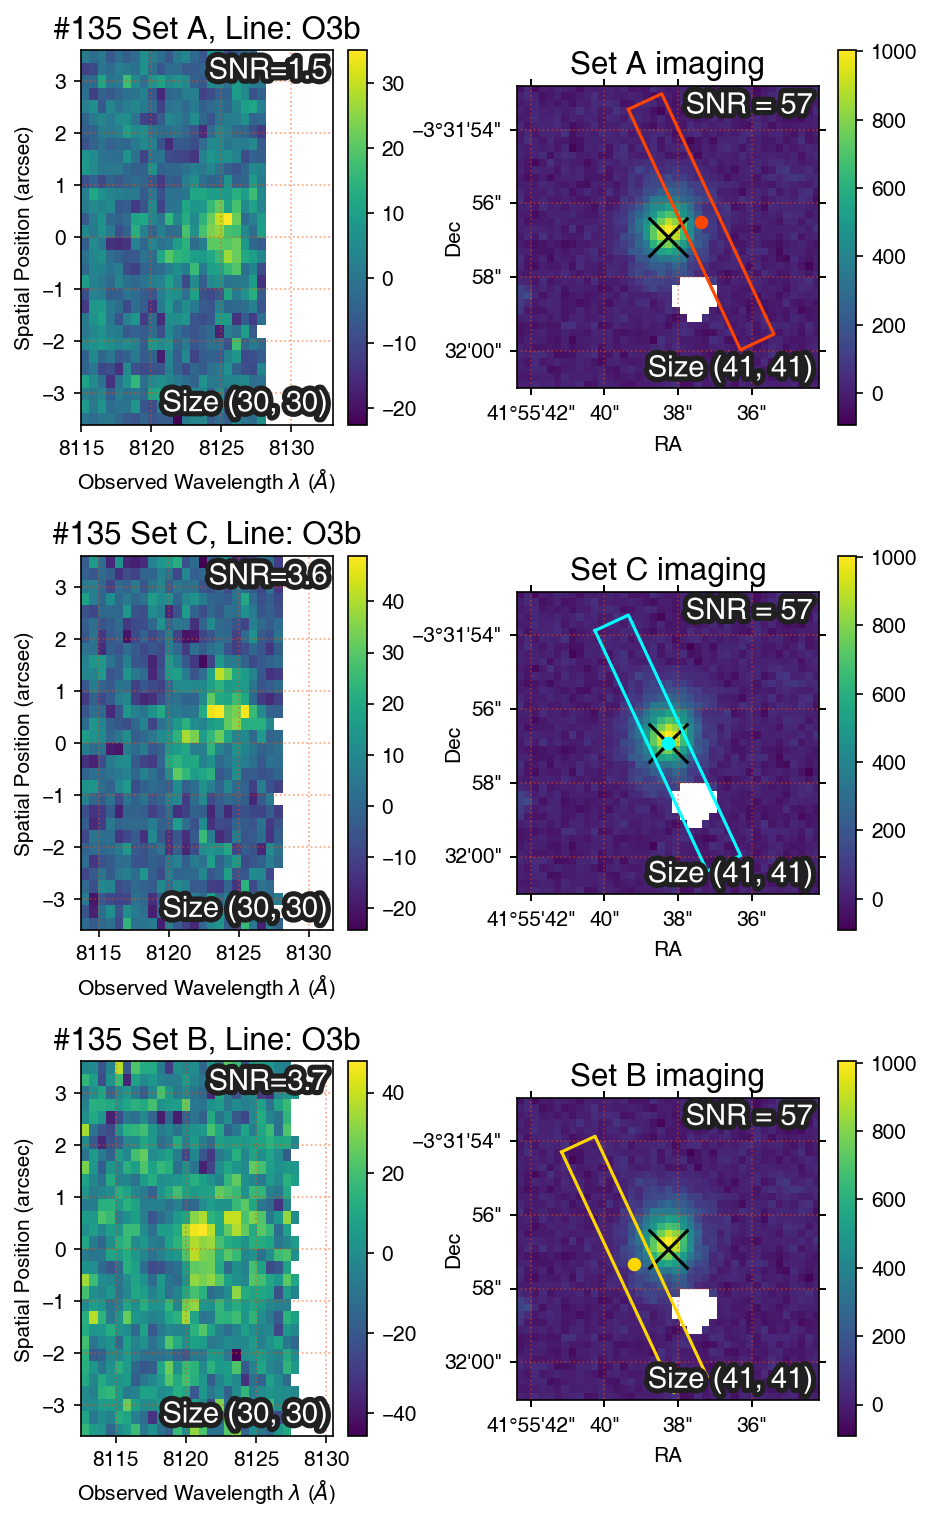 #135 Set A, Line: O3b
SNR=1.5
Size (30, 30)
3
2
1
0
−1
−2
−3
Spatial Position (arcsec)
8115 8120 8125 8130
Observed Wavelength λ (Å)
30
20
10
0
−10
−20
Set A imaging
SNR = 57
Size (41, 41)
−3°31'54"
56"
58"
32'00"
Dec
41°55'42" 40" 38" 36"
RA
1000
800
600
400
200
0
#135 Set C, Line: O3b
SNR=3.6
Size (30, 30)
3
2
1
0
−1
−2
−3
Spatial Position (arcsec)
8115 8120 8125 8130
Observed Wavelength λ (Å)
40
30
20
10
0
−10
−20
Set C imaging
SNR = 57
Size (41, 41)
−3°31'54"
56"
58"
32'00"
Dec
41°55'42" 40" 38" 36"
RA
1000
800
600
400
200
0
#135 Set B, Line: O3b
SNR=3.7
Size (30, 30)
3
2
1
0
−1
−2
−3
Spatial Position (arcsec)
8115 8120 8125 8130
Observed Wavelength λ (Å)
40
20
0
−20
−40
Set B imaging
SNR = 57
Size (41, 41)
−3°31'54"
56"
58"
32'00"
Dec
41°55'42" 40" 38" 36"
RA
1000
800
600
400
200
0